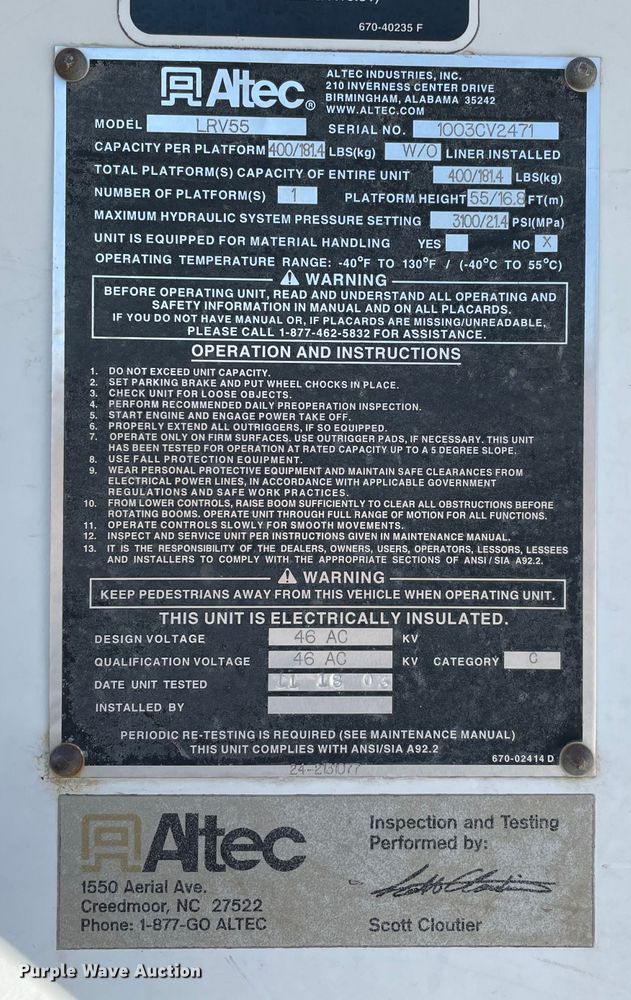 670-40235 F
Altec®
ALTEC INDUSTRIES, INC.
210 INVERNESS CENTER DRIVE
BIRMINGHAM, ALABAMA 35242
WWW.ALTEC.COM
MODEL LRV55 SERIAL NO. 1003CV2471
CAPACITY PER PLATFORM 400/181.4 LBS(kg) W/O LINER INSTALLED
TOTAL PLATFORM(S) CAPACITY OF ENTIRE UNIT 400/181.4 LBS(kg)
NUMBER OF PLATFORM(S) 1 PLATFORM HEIGHT 55/16.8 FT(m)
MAXIMUM HYDRAULIC SYSTEM PRESSURE SETTING 3100/21.4 PSI(MPa)
UNIT IS EQUIPPED FOR MATERIAL HANDLING YES NO X
OPERATING TEMPERATURE RANGE: -40°F TO 130°F / (-40°C TO 55°C)
WARNING
BEFORE OPERATING UNIT, READ AND UNDERSTAND ALL OPERATING AND
SAFETY INFORMATION IN MANUAL AND ON ALL PLACARDS.
IF YOU DO NOT HAVE MANUAL OR, IF PLACARDS ARE MISSING/UNREADABLE,
PLEASE CALL 1-877-462-5832 FOR ASSISTANCE.
OPERATION AND INSTRUCTIONS
1. DO NOT EXCEED UNIT CAPACITY.
2. SET PARKING BRAKE AND PUT WHEEL CHOCKS IN PLACE.
3. CHECK UNIT FOR LOOSE OBJECTS.
4. PERFORM RECOMMENDED DAILY PREOPERATION INSPECTION.
5. START ENGINE AND ENGAGE POWER TAKE OFF.
6. PROPERLY EXTEND ALL OUTRIGGERS, IF SO EQUIPPED.
7. OPERATE ONLY ON FIRM SURFACES. USE OUTRIGGER PADS, IF NECESSARY. THIS UNIT
HAS BEEN TESTED FOR OPERATION AT RATED CAPACITY UP TO A 5 DEGREE SLOPE.
8. USE FALL PROTECTION EQUIPMENT.
9. WEAR PERSONAL PROTECTIVE EQUIPMENT AND MAINTAIN SAFE CLEARANCES FROM
ELECTRICAL POWER LINES, IN ACCORDANCE WITH APPLICABLE GOVERNMENT
REGULATIONS AND SAFE WORK PRACTICES.
10. FROM LOWER CONTROLS, RAISE BOOM SUFFICIENTLY TO CLEAR ALL OBSTRUCTIONS BEFORE
ROTATING BOOMS. OPERATE UNIT THROUGH FULL RANGE OF MOTION FOR ALL FUNCTIONS.
11. OPERATE CONTROLS SLOWLY FOR SMOOTH MOVEMENTS.
12. INSPECT AND SERVICE UNIT PER INSTRUCTIONS GIVEN IN MAINTENANCE MANUAL.
13. IT IS THE RESPONSIBILITY OF THE DEALERS, OWNERS, USERS, OPERATORS, LESSORS, LESSEES
AND INSTALLERS TO COMPLY WITH THE APPROPRIATE SECTIONS OF ANSI / SIA A92.2.
WARNING
KEEP PEDESTRIANS AWAY FROM THIS VEHICLE WHEN OPERATING UNIT.
THIS UNIT IS ELECTRICALLY INSULATED.
DESIGN VOLTAGE 46 AC KV
QUALIFICATION VOLTAGE 46 AC KV CATEGORY C
DATE UNIT TESTED 11 18 03
INSTALLED BY
PERIODIC RE-TESTING IS REQUIRED (SEE MAINTENANCE MANUAL)
THIS UNIT COMPLIES WITH ANSI/SIA A92.2
670-02414 D
24-2131077
Altec
1550 Aerial Ave.
Creedmoor, NC 27522
Phone: 1-877-GO ALTEC
Inspection and Testing
Performed by:
Scott Cloutier
Scott Cloutier
Purple Wave Auction